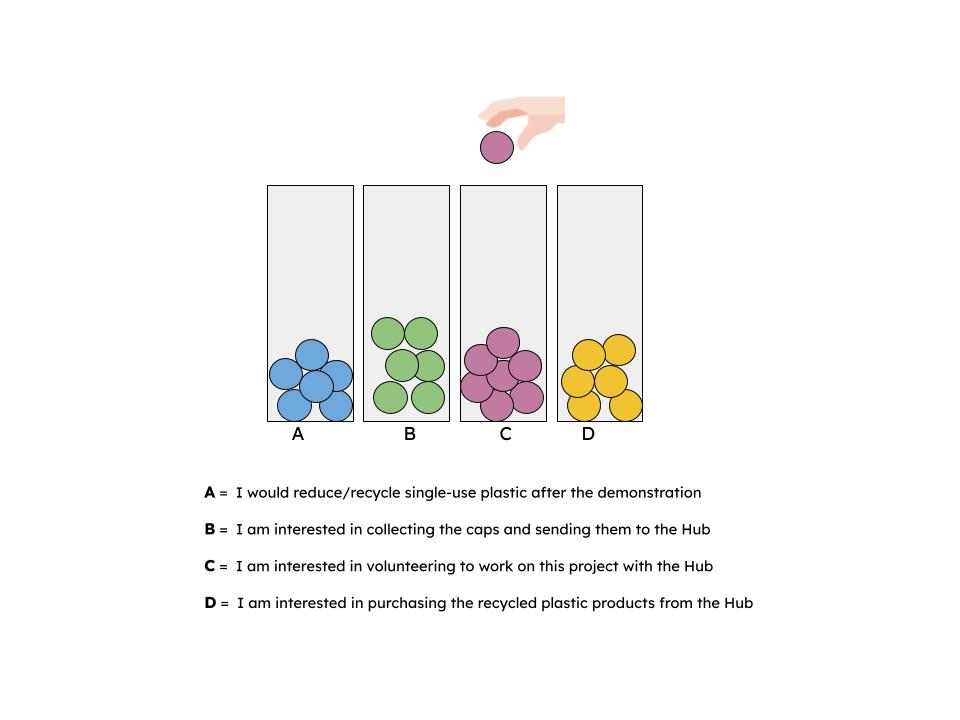 A B C D
A = I would reduce/recycle single-use plastic after the demonstration
B = I am interested in collecting the caps and sending them to the Hub
C = I am interested in volunteering to work on this project with the Hub
D = I am interested in purchasing the recycled plastic products from the Hub